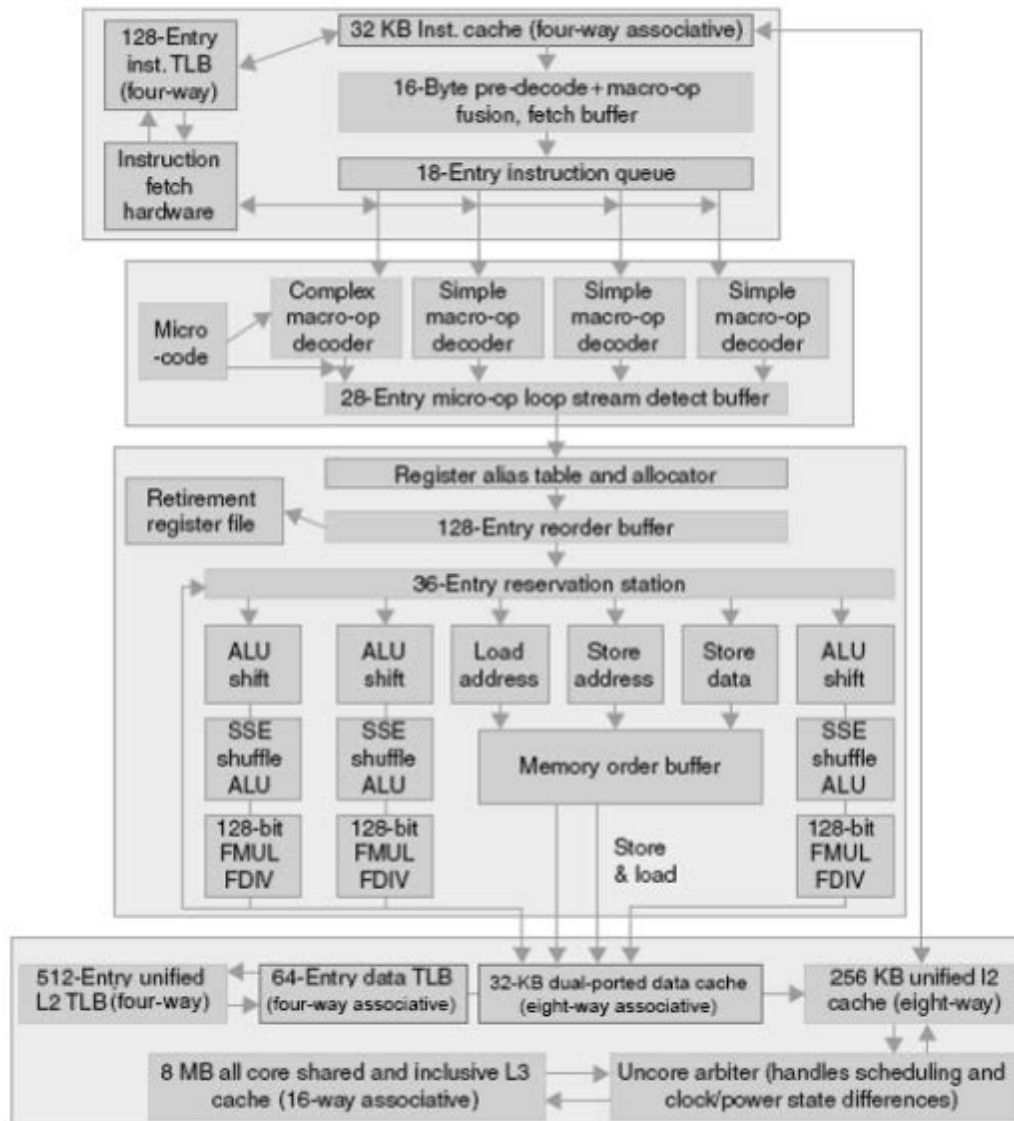 128-Entry
inst. TLB
(four-way)
32 KB Inst. cache (four-way associative)
16-Byte pre-decode+macro-op
fusion, fetch buffer
Instruction
fetch
hardware
18-Entry instruction queue
Micro
-code
Complex
macro-op
decoder
Simple
macro-op
decoder
Simple
macro-op
decoder
Simple
macro-op
decoder
28-Entry micro-op loop stream detect buffer
Register alias table and allocator
Retirement
register file
128-Entry reorder buffer
36-Entry reservation station
ALU
shift
ALU
shift
Load
address
Store
address
Store
data
ALU
shift
SSE
shuffle
ALU
SSE
shuffle
ALU
Memory order buffer
SSE
shuffle
ALU
128-bit
FMUL
FDIV
128-bit
FMUL
FDIV
Store
& load
128-bit
FMUL
FDIV
512-Entry unified
L2 TLB (four-way)
64-Entry data TLB
(four-way associative)
32-KB dual-ported data cache
(eight-way associative)
256 KB unified l2
cache (eight-way)
8 MB all core shared and inclusive L3
cache (16-way associative)
Uncore arbiter (handles scheduling and
clock/power state differences)